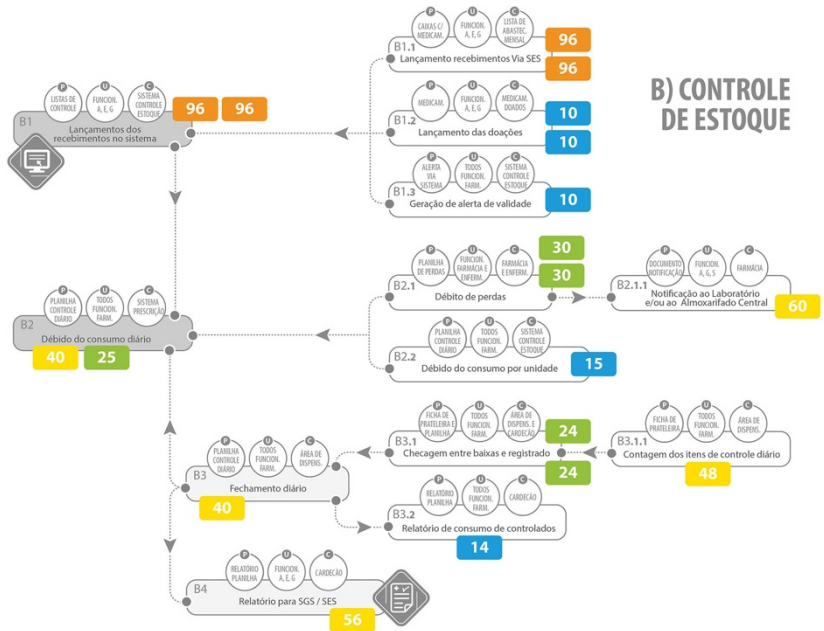 B) CONTROLE
DE ESTOQUE
P
U
C
LISTAS DE
CONTROLE
FUNCION.
A, E, G
SISTEMA
CONTROLE
ESTOQUE
B1
96
96
Lançamentos dos
recebimentos no sistema
P
U
C
CAIXAS C/
MEDICAM.
FUNCION.
A, E, G
LISTA DE
ABASTEC.
MENSAL
B1.1
96
Lançamento recebimentos Via SES
96
P
U
C
MEDICAM.
FUNCION.
A, E, G
MEDICAM.
DOADOS
B1.2
10
Lançamento das doações
10
P
U
C
ALERTA
VIA
SISTEMA
TODOS
FUNCION.
FARM.
SISTEMA
CONTROLE
ESTOQUE
B1.3
Geração de alerta de validade
10
P
U
C
PLANILHA
CONTROLE
DIÁRIO
TODOS
FUNCION.
FARM.
SISTEMA
PRESCRIÇÃO
B2
Débido do consumo diário
40
25
P
U
C
PLANILHA
DE PERDAS
FUNCION.
FARMÁCIA E
ENFERM.
FARMÁCIA
E ENFERM.
30
30
B2.1
Débito de perdas
P
U
C
DOCUMENTO
NOTIFICAÇÃO
FUNCION.
A, G, S
FARMÁCIA
B2.1.1
Notificação ao Laboratório
e/ou ao Almoxarifado Central
60
P
U
C
PLANILHA
CONTROLE
DIÁRIO
TODOS
FUNCION.
FARM.
SISTEMA
CONTROLE
ESTOQUE
B2.2
Débido do consumo por unidade
15
P
U
C
PLANILHA
CONTROLE
DIÁRIO
TODOS
FUNCION.
FARM.
ÁREA DE
DISPENS.
B3
Fechamento diário
40
P
U
C
FICHA DE
PRATELEIRA E
PLANILHA
TODOS
FUNCION.
FARM.
ÁREA DE
DISPENS. E
CARDECÃO
B3.1
24
Checagem entre baixas e registrado
24
P
U
C
FICHA DE
PRATELEIRA
TODOS
FUNCION.
FARM.
ÁREA DE
DISPENS.
B3.1.1
Contagem dos itens de controle diário
48
P
U
C
RELATÓRIO
PLANILHA
TODOS
FUNCION.
FARM.
CARDECÃO
B3.2
Relatório de consumo de controlados
14
P
U
C
RELATÓRIO
PLANILHA
FUNCION.
A, E, G
CARDECÃO
B4
Relatório para SGS / SES
56